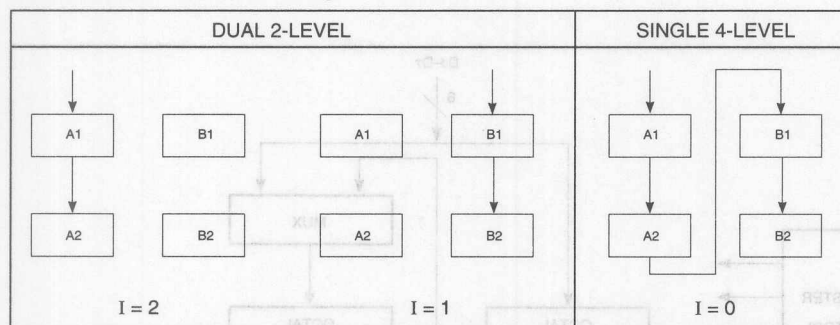 DUAL 2-LEVEL
SINGLE 4-LEVEL
A1 B1 A1 B1 A1 B1
A2 B2 A2 B2 A2 B2
I = 2 I = 1 I = 0